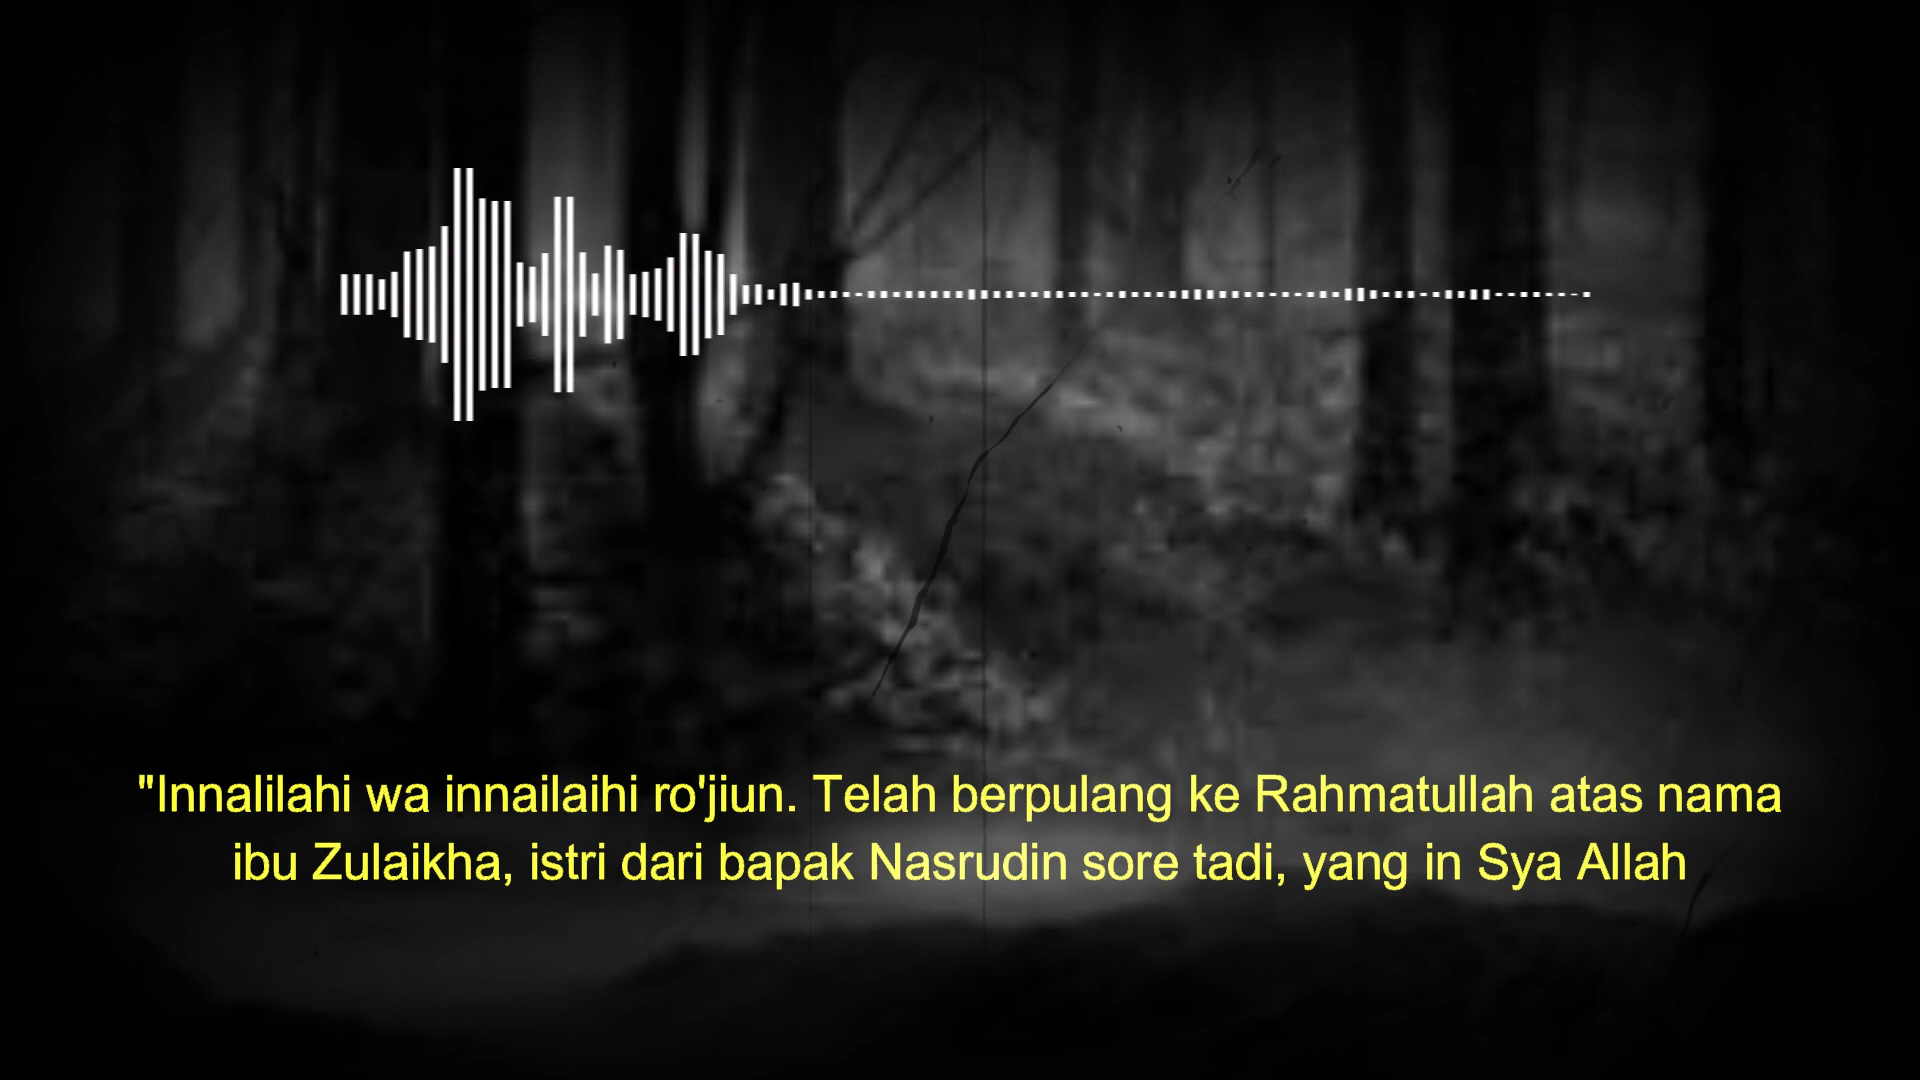 "Innalilahi wa innailaihi ro'jiun. Telah berpulang ke Rahmatullah atas nama
ibu Zulaikha, istri dari bapak Nasrudin sore tadi, yang in Sya Allah